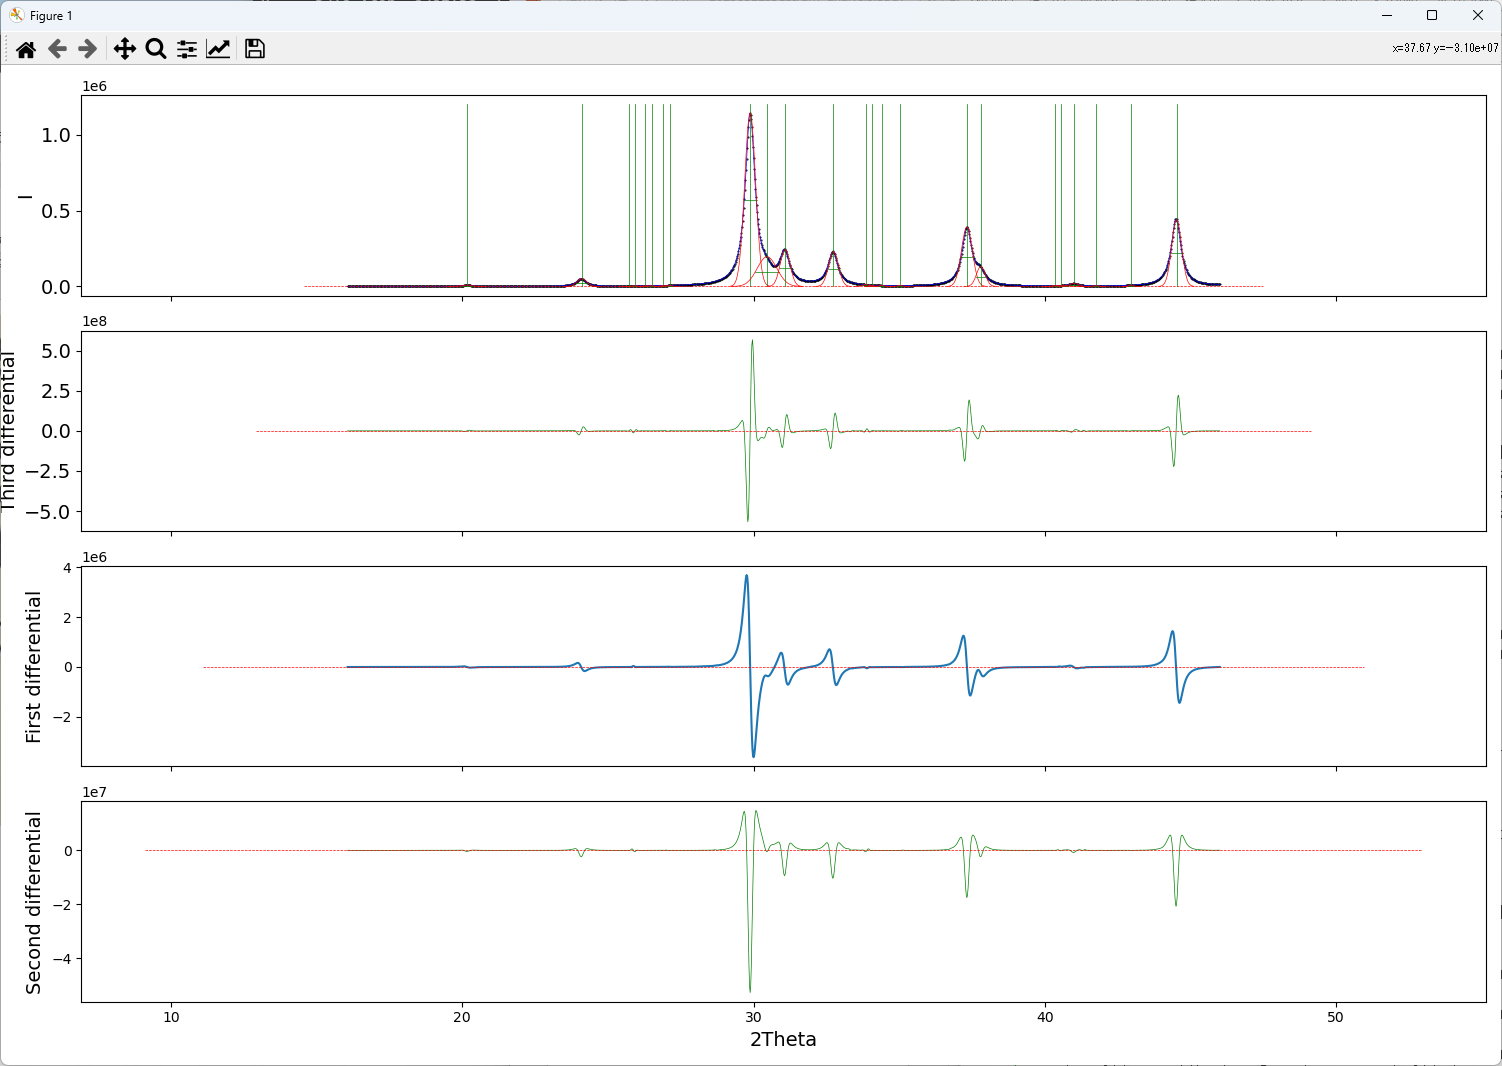 Figure 1
x=37.67 y=−3.10e+07
1e6
1.0
0.5
0.0
I
1e8
5.0
2.5
0.0
−2.5
−5.0
Third differential
1e6
4
2
0
−2
First differential
1e7
0
−2
−4
Second differential
10 20 30 40 50
2Theta